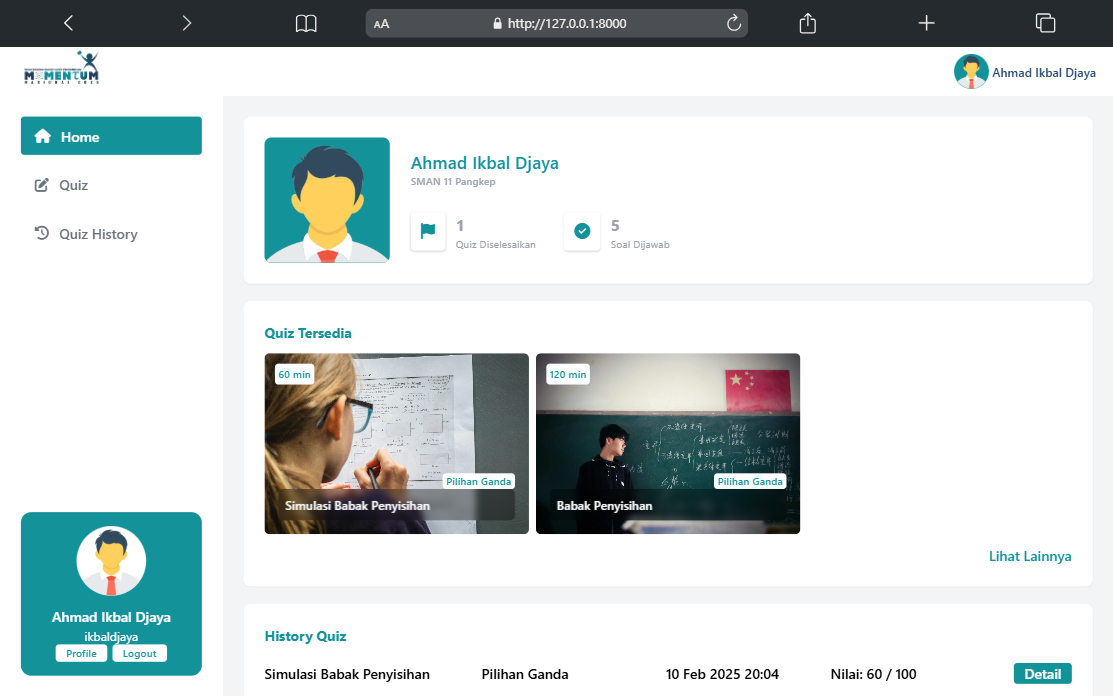 AA
http://127.0.0.1:8000
MOMENTUM
Ahmad Ikbal Djaya
Home
Quiz
Quiz History
Ahmad Ikbal Djaya
SMAN 11 Pangkep
1
Quiz Diselesaikan
5
Soal Dijawab
Quiz Tersedia
60 min
Pilihan Ganda
Simulasi Babak Penyisihan
120 min
Pilihan Ganda
Babak Penyisihan
Lihat Lainnya
Ahmad Ikbal Djaya
ikbaldjaya
Profile
Logout
History Quiz
Simulasi Babak Penyisihan Pilihan Ganda 10 Feb 2025 20:04 Nilai: 60 / 100 Detail